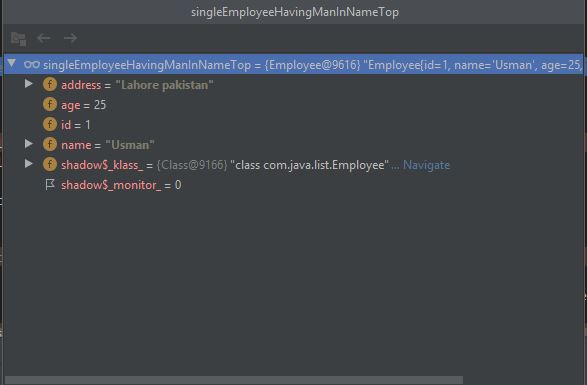 singleEmployeeHavingManInNameTop
singleEmployeeHavingManInNameTop = {Employee@9616} "Employee{id=1, name='Usman', age=25,
f address = "Lahore pakistan"
f age = 25
f id = 1
f name = "Usman"
f shadow$_klass_ = {Class@9166} "class com.java.list.Employee" ... Navigate
shadow$_monitor_ = 0